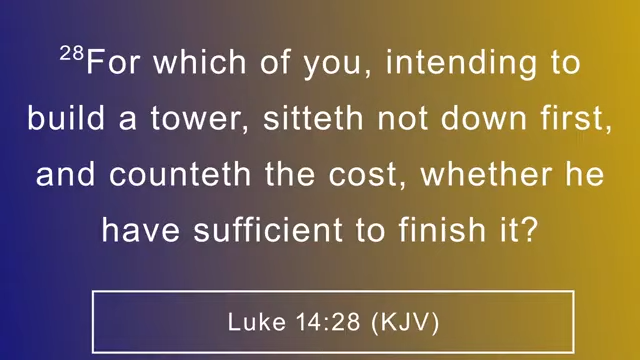 28For which of you, intending to
build a tower, sitteth not down first,
and counteth the cost, whether he
have sufficient to finish it?
Luke 14:28 (KJV)